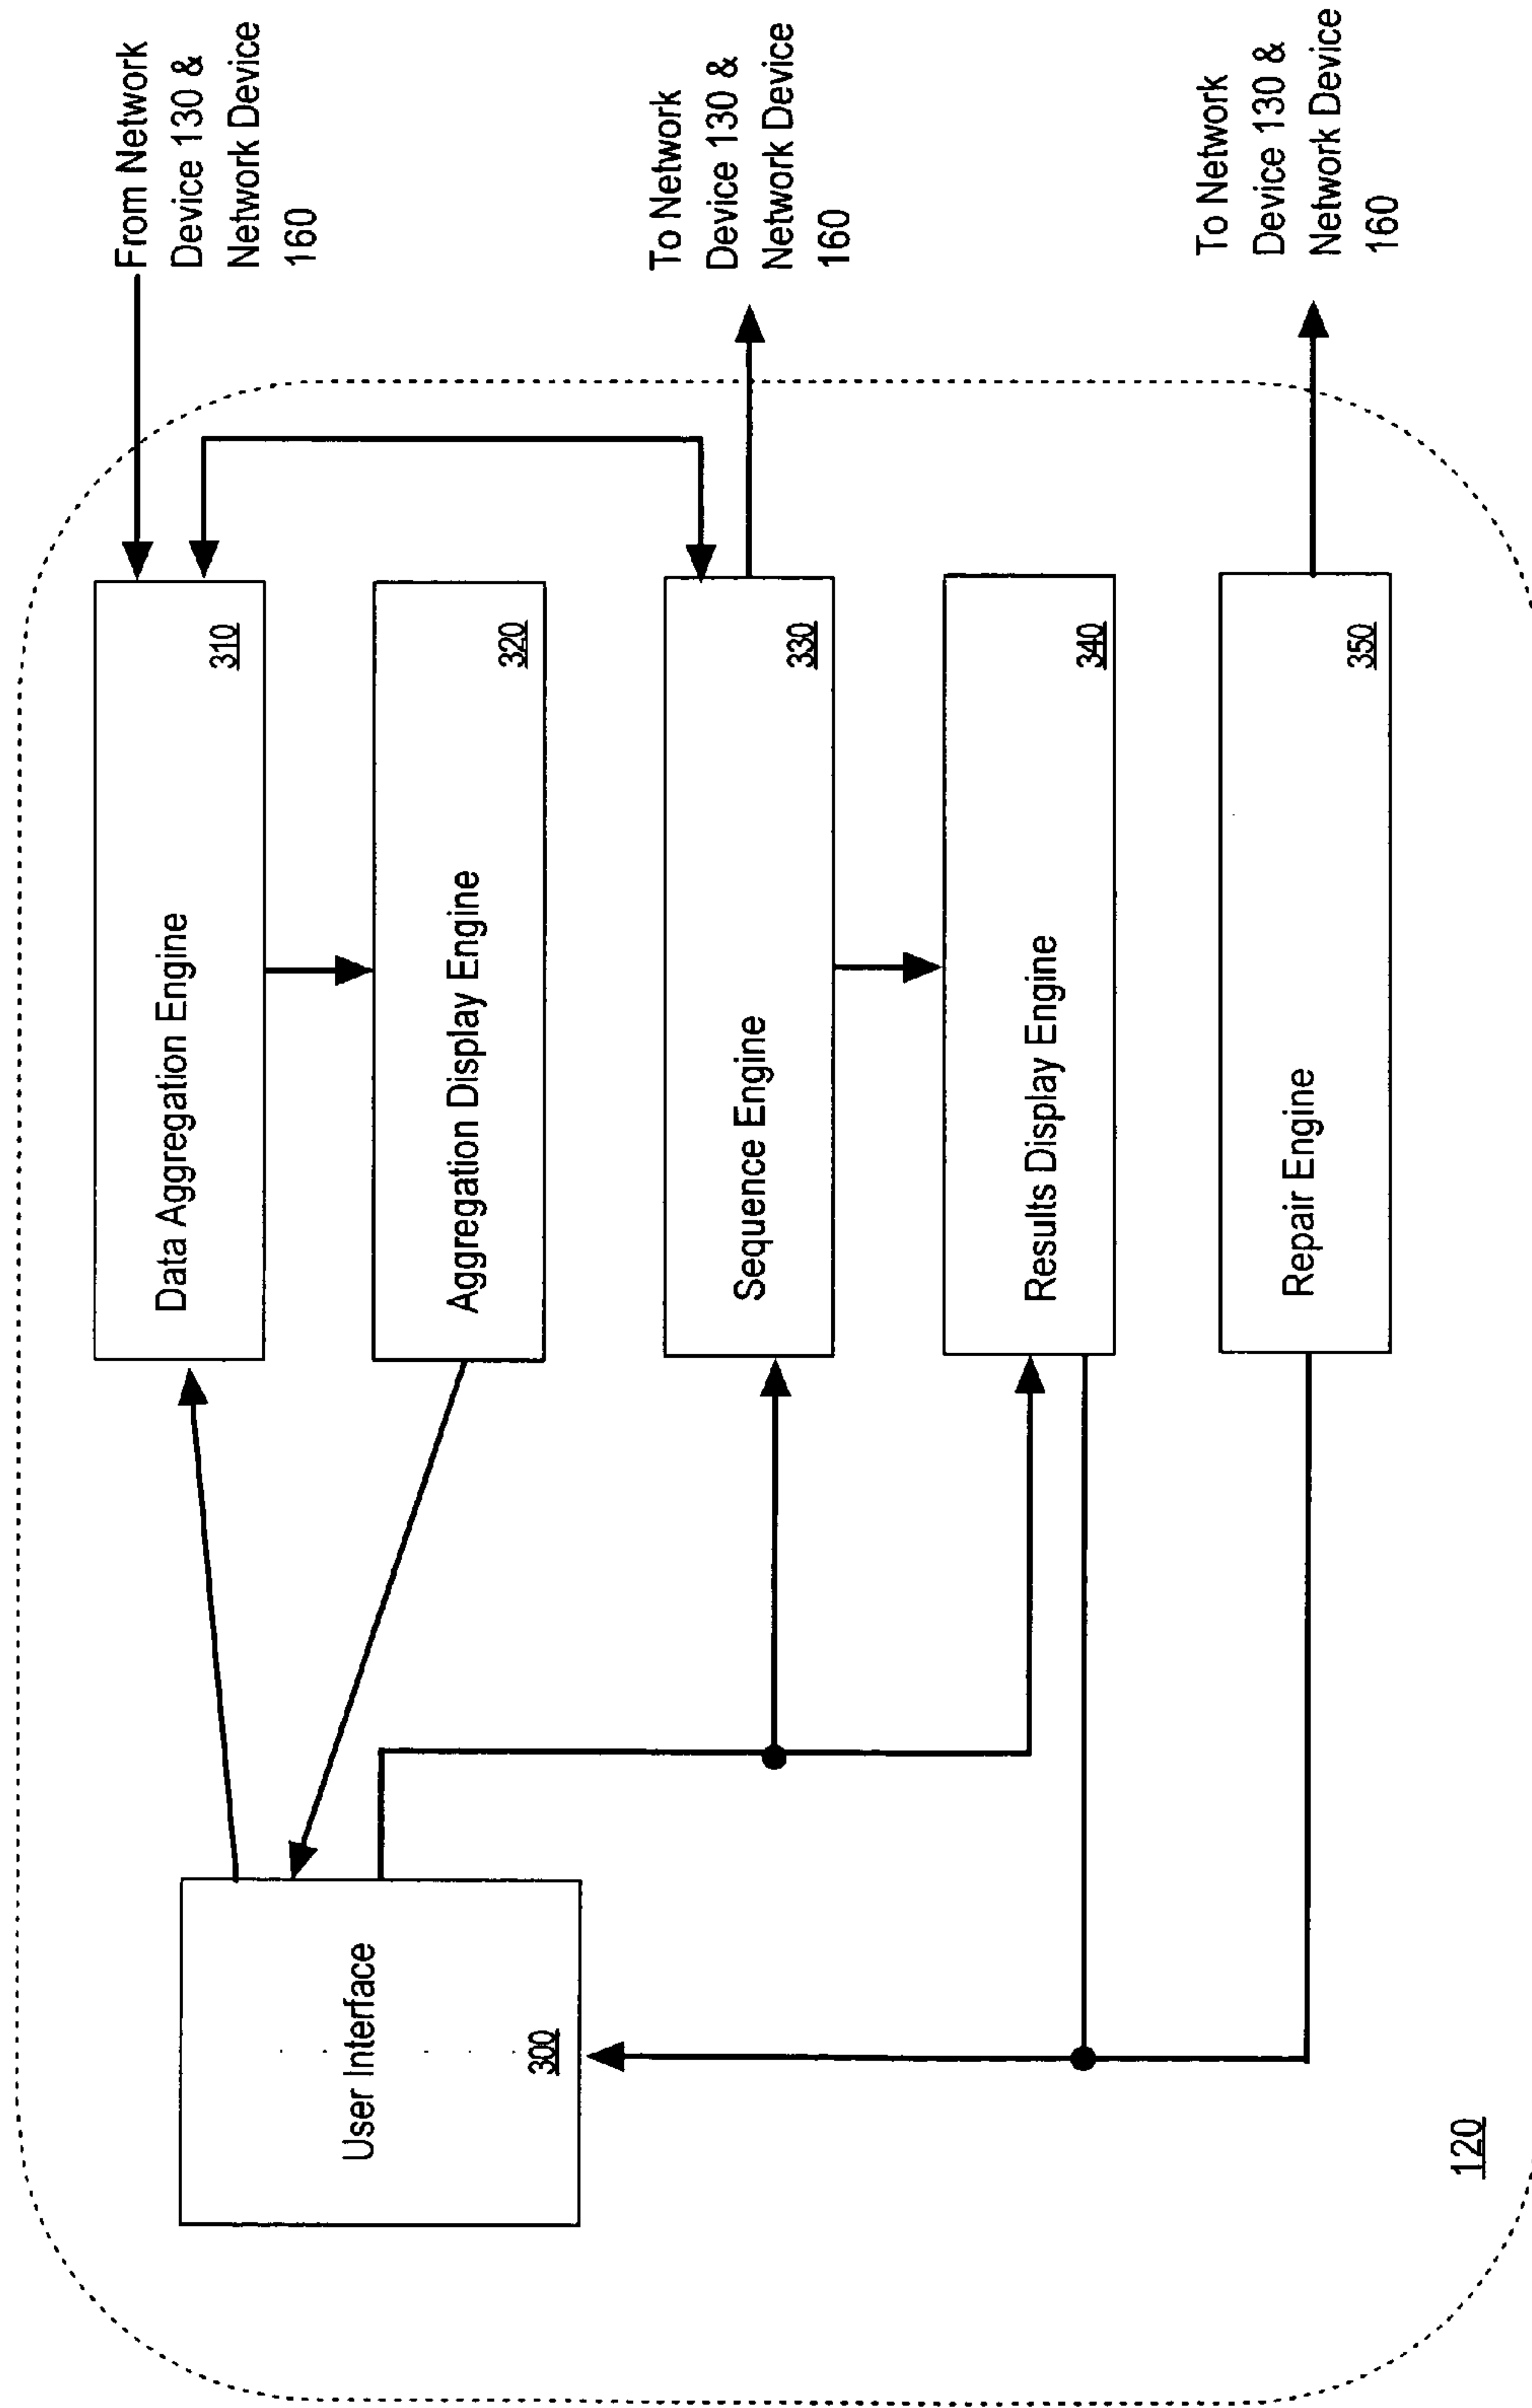 From Network
Device 130 &
Network Device
160
To Network
Device 130 &
Network Device
160
To Network
Device 130 &
Network Device
160
Data Aggregation Engine
310
Aggregation Display Engine
320
Sequence Engine
330
Results Display Engine
340
Repair Engine
350
User Interface
300
120